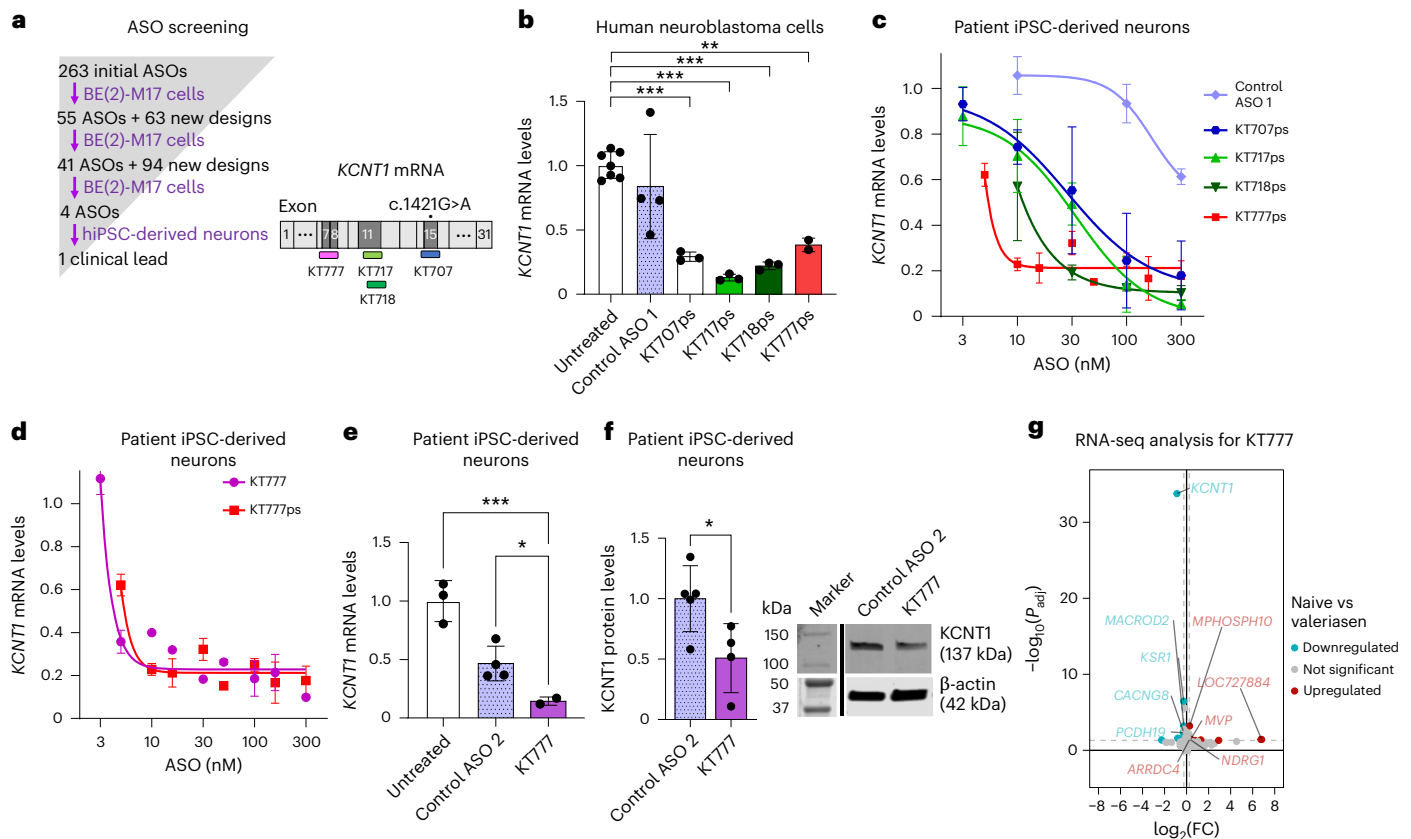 a
ASO screening
263 initial ASOs
BE(2)-M17 cells
55 ASOs + 63 new designs
BE(2)-M17 cells
41 ASOs + 94 new designs
BE(2)-M17 cells
4 ASOs
hiPSC-derived neurons
1 clinical lead
KCNT1 mRNA
Exon
c.1421G>A
1 ... 7 8 11 15 ... 31
KT777
KT717
KT707
KT718
b
Human neuroblastoma cells
**
***
***
***
KCNT1 mRNA levels
1.5
1.0
0.5
0
Untreated
Control ASO 1
KT707ps
KT717ps
KT718ps
KT777ps
c
Patient iPSC-derived neurons
KCNT1 mRNA levels
1.0
0.8
0.6
0.4
0.2
0
3 10 30 100 300
ASO (nM)
Control
ASO 1
KT707ps
KT717ps
KT718ps
KT777ps
d
Patient iPSC-derived
neurons
KT777
KT777ps
KCNT1 mRNA levels
1.0
0.8
0.6
0.4
0.2
0
3 10 30 100 300
ASO (nM)
e
Patient iPSC-derived
neurons
***
*
KCNT1 mRNA levels
1.5
1.0
0.5
0
Untreated
Control ASO 2
KT777
f
Patient iPSC-derived
neurons
*
KCNT1 protein levels
1.5
1.0
0.5
0
Control ASO 2
KT777
kDa
Marker
Control ASO 2
KT777
150
100
50
37
KCNT1
(137 kDa)
β-actin
(42 kDa)
g
RNA-seq analysis for KT777
−log10(Padj)
30
20
10
0
KCNT1
MACROD2
MPHOSPH10
KSR1
LOC727884
CACNG8
MVP
PCDH19
ARRDC4
NDRG1
−8 −6 −4 −2 0 2 4 6 8
log2(FC)
Naive vs
valeriasen
Downregulated
Not significant
Upregulated